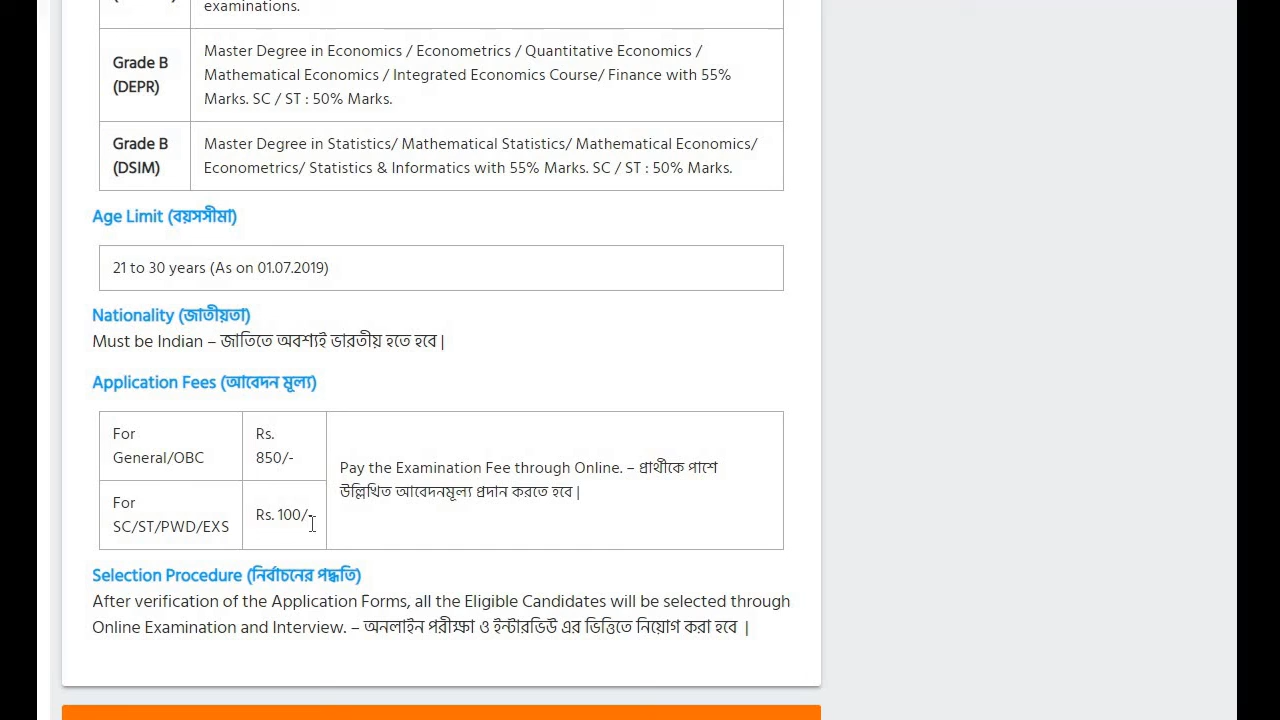 examinations.
Grade B
(DEPR)
Master Degree in Economics / Econometrics / Quantitative Economics /
Mathematical Economics / Integrated Economics Course/ Finance with 55%
Marks. SC / ST : 50% Marks.
Grade B
(DSIM)
Master Degree in Statistics/ Mathematical Statistics/ Mathematical Economics/
Econometrics/ Statistics & Informatics with 55% Marks. SC / ST : 50% Marks.
Age Limit (বয়সসীমা)
21 to 30 years (As on 01.07.2019)
Nationality (জাতীয়তা)
Must be Indian – জাতিতে অবশ্যই ভারতীয় হতে হবে |
Application Fees (আবেদন মূল্য)
For
General/OBC
Rs.
850/-
Pay the Examination Fee through Online. – প্রার্থীকে পাশে
উল্লিখিত আবেদনমূল্য প্রদান করতে হবে |
For
SC/ST/PWD/EXS
Rs. 100/-
Selection Procedure (নির্বাচনের পদ্ধতি)
After verification of the Application Forms, all the Eligible Candidates will be selected through
Online Examination and Interview. – অনলাইন পরীক্ষা ও ইন্টারভিউ এর ভিত্তিতে নিয়োগ করা হবে |